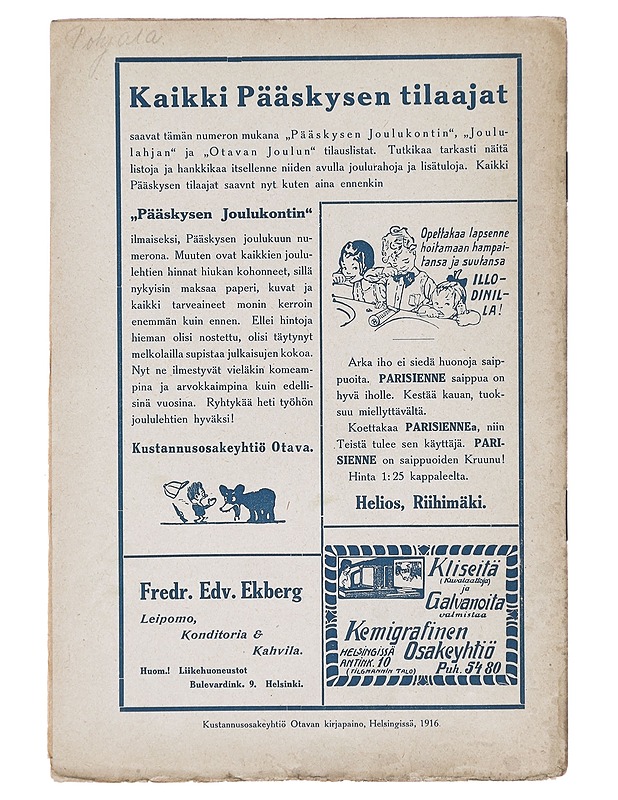 Pohjala.
Kaikki Pääskysen tilaajat
saavat tämän numeron mukana „Pääskysen Joulukontin“, „Joulu-
lahjan“ ja „Otavan Joulun“ tilauslistat. Tutkikaa tarkasti näitä
listoja ja hankkikaa itsellenne niiden avulla joulurahoja ja lisätuloja. Kaikki
Pääskysen tilaajat saavnt nyt kuten aina ennenkin
„Pääskysen Joulukontin“
ilmaiseksi, Pääskysen joulukuun nu-
merona. Muuten ovat kaikkien joulu-
lehtien hinnat hiukan kohonneet, sillä
nykyisin maksaa paperi, kuvat ja
kaikki tarveaineet monin kerroin
enemmän kuin ennen. Ellei hintoja
hieman olisi nostettu, olisi täytynyt
melkolailla supistaa julkaisujen kokoa.
Nyt ne ilmestyvät vieläkin komeam-
pina ja arvokkaimpina kuin edelli-
sinä vuosina. Ryhtykää heti työhön
joululehtien hyväksi!
Kustannusosakeyhtiö Otava.
Opettakaa lapsenne
hoitamaan hampai-
tansa ja suutansa
ILLO-
DINIL-
LA!
Arka iho ei siedä huonoja saip-
puoita. PARISIENNE saippua on
hyvä iholle. Kestää kauan, tuok-
suu miellyttävältä.
Koettakaa PARISIENNEa, niin
Teistä tulee sen käyttäjä. PARI-
SIENNE on saippuoiden Kruunu!
Hinta 1:25 kappaleelta.
Helios, Riihimäki.
Fredr. Edv. Ekberg
Leipomo,
Konditoria &
Kahvila.
Huom.! Liikehuoneustot
Bulevardink. 9. Helsinki.
Kliseitä
(Kuvalaattoja)
ja
Galvanoita
valmistaa
Kemigrafinen
HELSINGISSÄ Osakeyhtiö
ANTINK. 10
(TILGMANNIN TALO) Puh. 5480
Kustannusosakeyhtiö Otavan kirjapaino, Helsingissä, 1916.